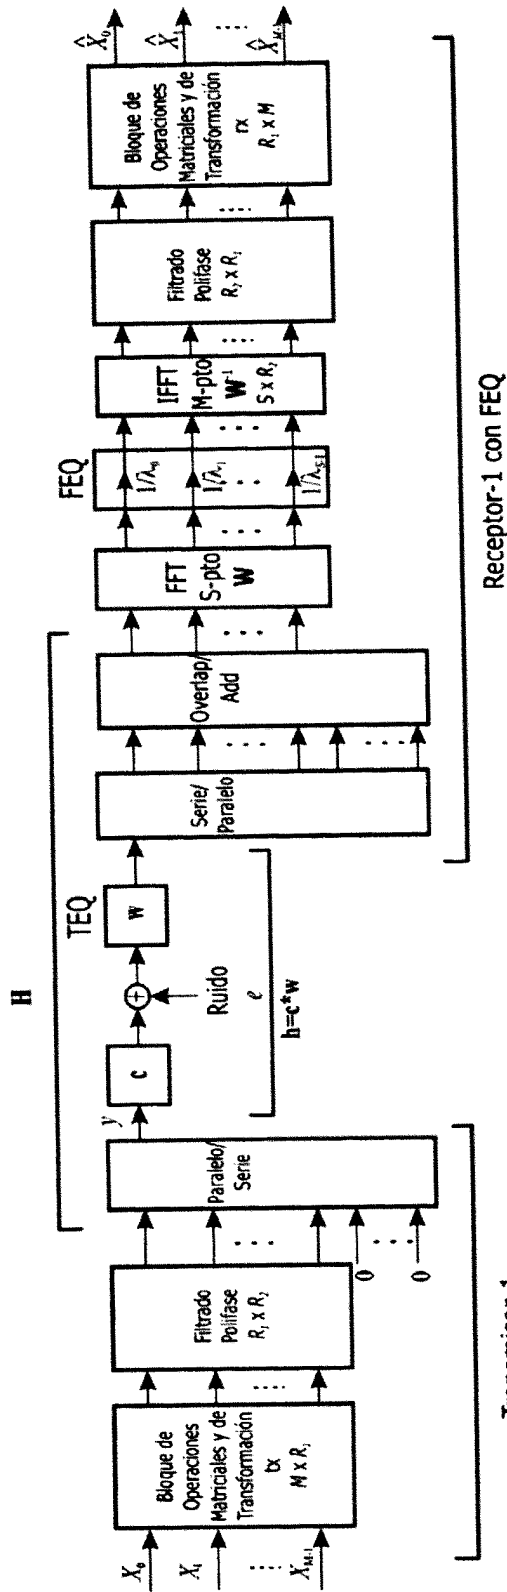 H
TEQ
FEQ
X₀
X₁
X_M-1
Bloque de
Operaciones
Matriciales y de
Transformación
tx
M x R₁
Filtrado
Polifase
R₁ x R₂
0
0
Paralelo/
Serie
y
c
+
Ruido
w
e
h=c*w
Serie/
Paralelo
Overlap/
Add
FFT
S-pto
W
1/λ₀
1/λ₁
1/λ_S-1
IFFT
M-pto
W⁻¹
S x R₂
Filtrado
Polifase
R₂ x R₁
Bloque de
Operaciones
Matriciales y de
Transformación
rx
R₁ x M
X̂₀
X̂₁
X̂_M-1
Receptor-1 con FEQ